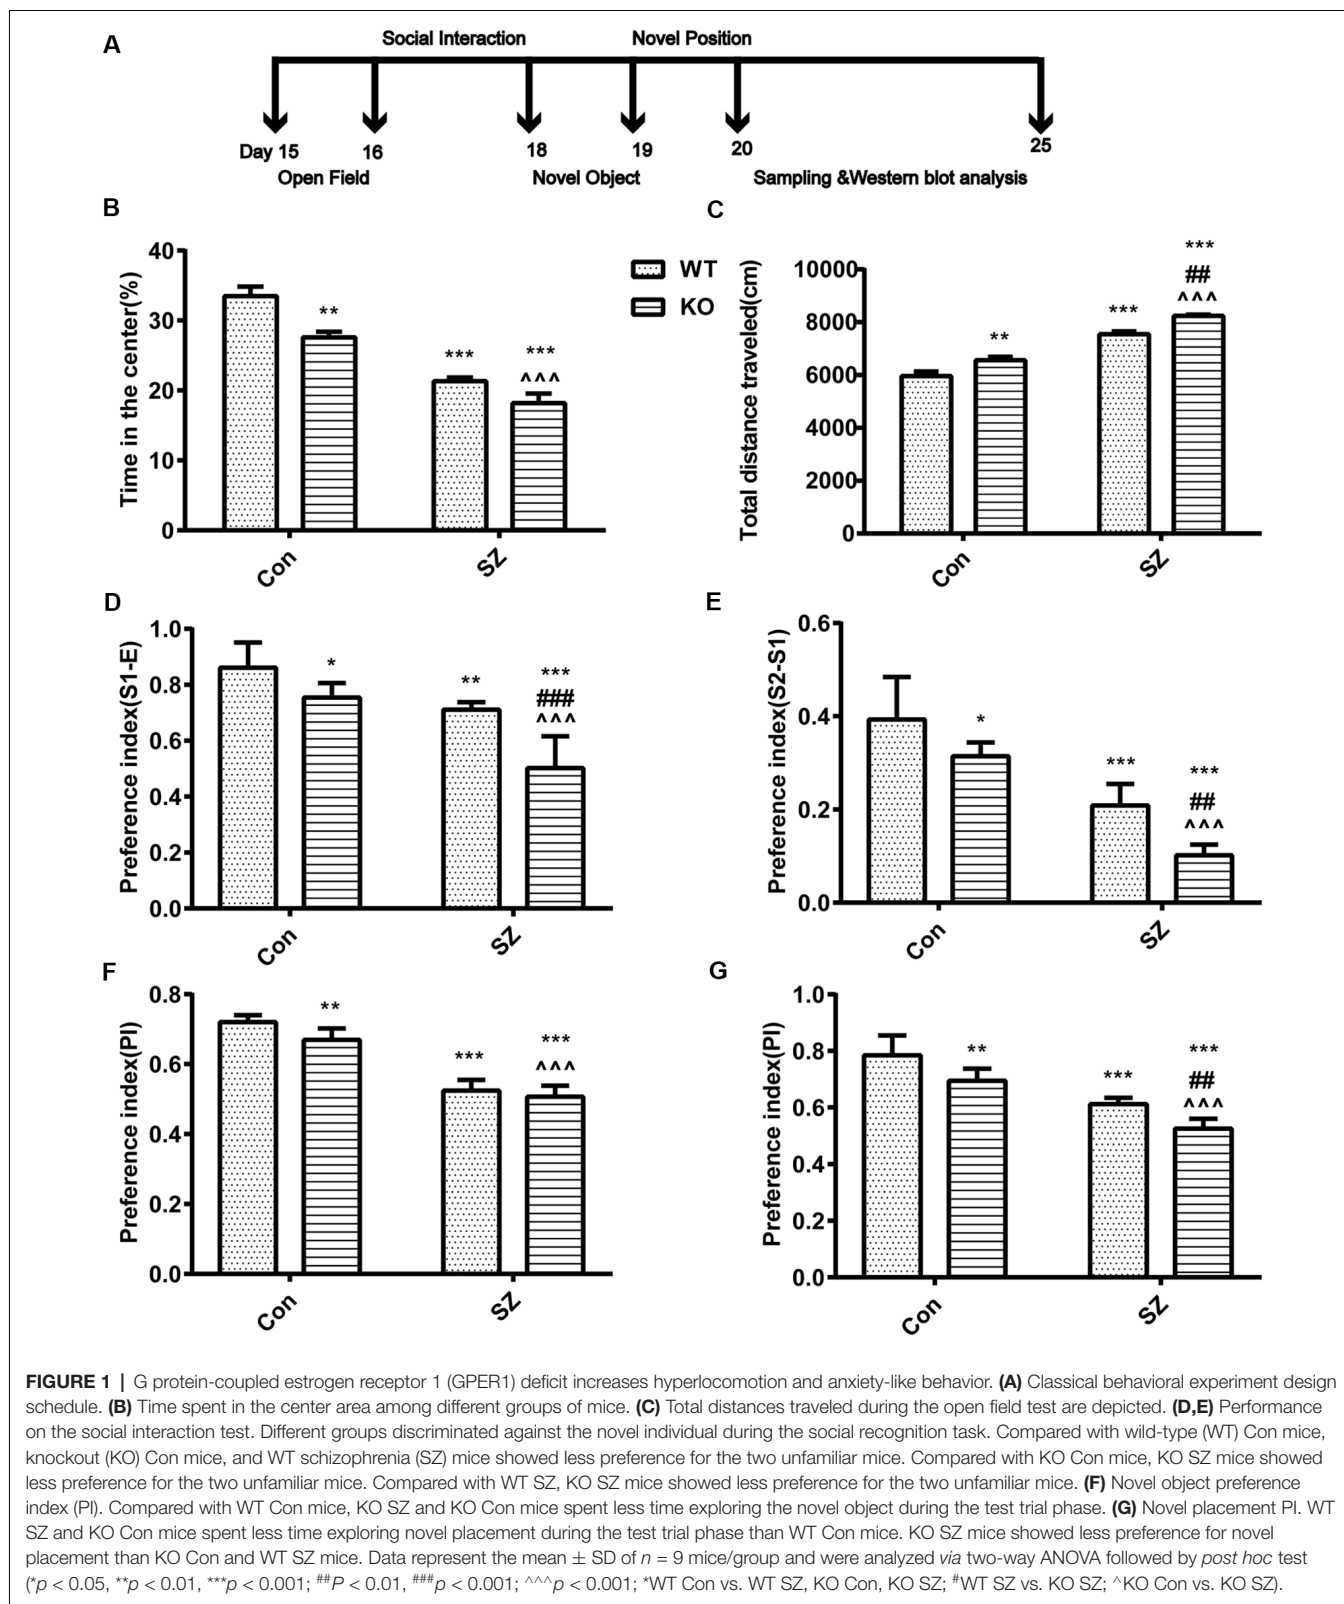 A
Social Interaction Novel Position
Day 15 16 18 19 20 25
Open Field Novel Object Sampling &Western blot analysis
B
Time in the center(%)
40
30
20
10
0
**
***
***
^^^
Con SZ
WT
KO
C
Total distance traveled(cm)
10000
8000
6000
4000
2000
0
**
***
***
##
^^^
Con SZ
D
Preference index(S1-E)
1.0
0.8
0.6
0.4
0.2
0.0
*
**
***
###
^^^
Con SZ
E
Preference index(S2-S1)
0.6
0.4
0.2
0.0
*
***
***
##
^^^
Con SZ
F
Preference index(PI)
0.8
0.6
0.4
0.2
0.0
**
***
***
^^^
Con SZ
G
Preference index(PI)
1.0
0.8
0.6
0.4
0.2
0.0
**
***
***
##
^^^
Con SZ
FIGURE 1 | G protein-coupled estrogen receptor 1 (GPER1) deficit increases hyperlocomotion and anxiety-like behavior. (A) Classical behavioral experiment design
schedule. (B) Time spent in the center area among different groups of mice. (C) Total distances traveled during the open field test are depicted. (D,E) Performance
on the social interaction test. Different groups discriminated against the novel individual during the social recognition task. Compared with wild-type (WT) Con mice,
knockout (KO) Con mice, and WT schizophrenia (SZ) mice showed less preference for the two unfamiliar mice. Compared with KO Con mice, KO SZ mice showed
less preference for the two unfamiliar mice. Compared with WT SZ, KO SZ mice showed less preference for the two unfamiliar mice. (F) Novel object preference
index (PI). Compared with WT Con mice, KO SZ and KO Con mice spent less time exploring the novel object during the test trial phase. (G) Novel placement PI. WT
SZ and KO Con mice spent less time exploring novel placement during the test trial phase than WT Con mice. KO SZ mice showed less preference for novel
placement than KO Con and WT SZ mice. Data represent the mean ± SD of n = 9 mice/group and were analyzed via two-way ANOVA followed by post hoc test
(*p < 0.05, **p < 0.01, ***p < 0.001; ##P < 0.01, ###p < 0.001; ^^^p < 0.001; *WT Con vs. WT SZ, KO Con, KO SZ; #WT SZ vs. KO SZ; ^KO Con vs. KO SZ).